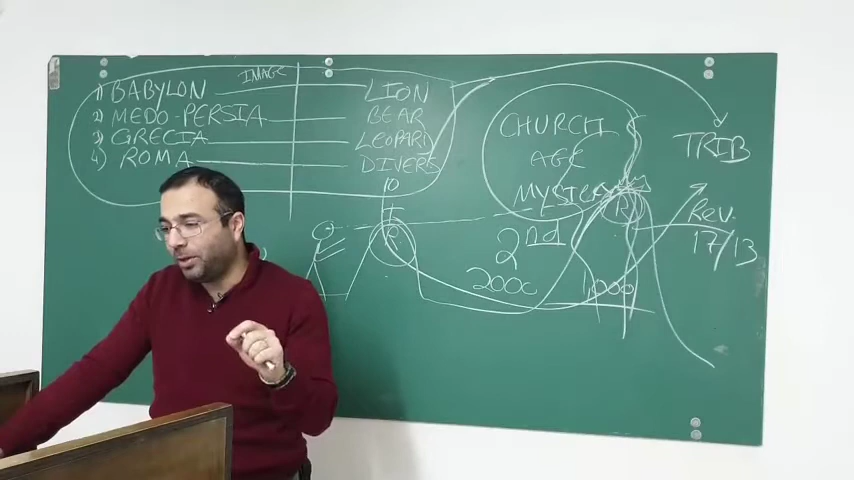 IMAGE
1) BABYLON LION
2) MEDO-PERSIA BEAR
3) GRECIA LEOPARD
4) ROMA DIVERS
10
CHURCH
AGE
MYSTERY
TRIB
Rev.
17/13
2nd
2000 1000